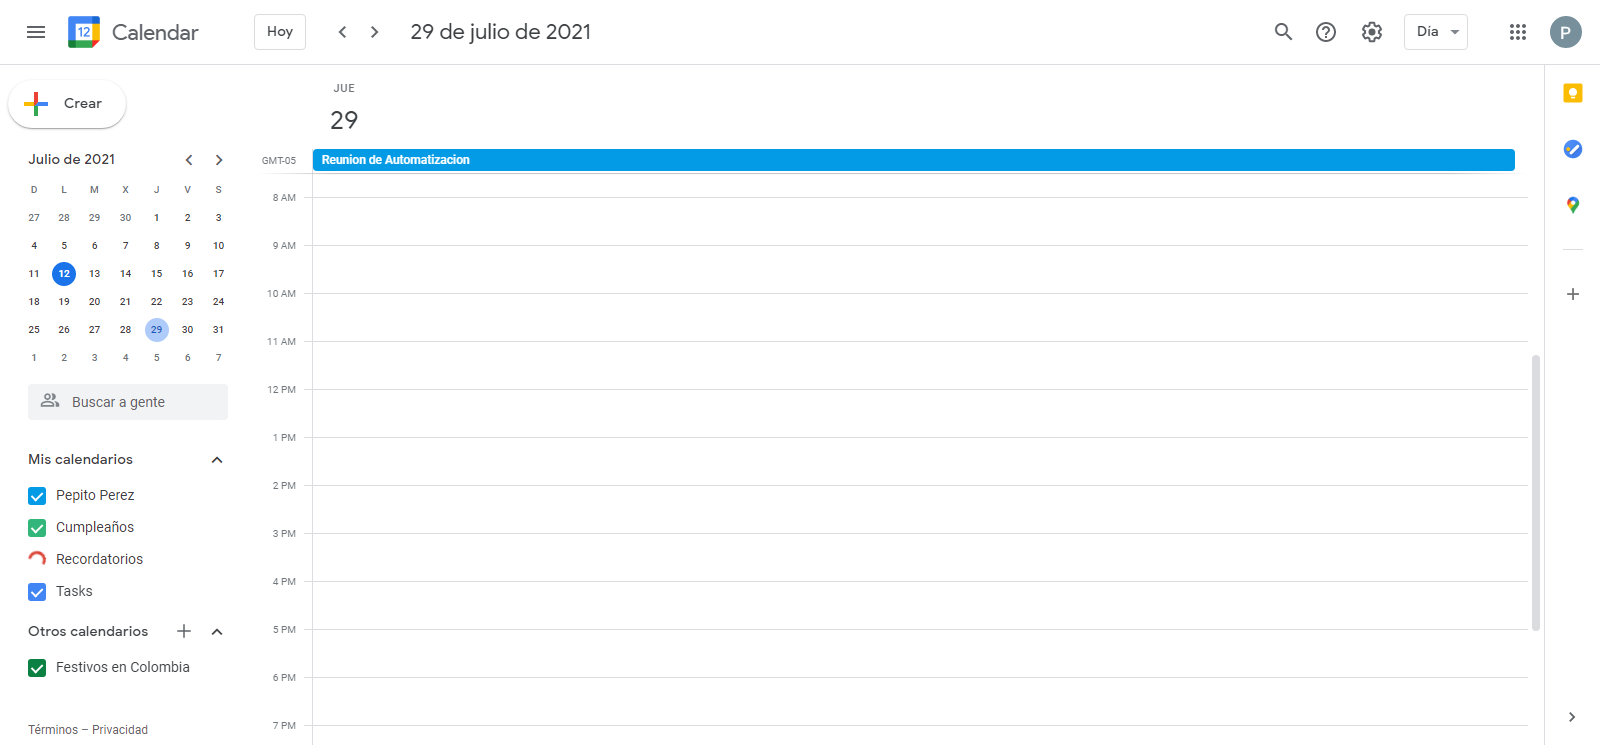 12 Calendar Hoy 29 de julio de 2021 Día P
Crear
JUE
29
Julio de 2021
GMT-05 Reunion de Automatizacion
D L M X J V S
27 28 29 30 1 2 3
4 5 6 7 8 9 10
11 12 13 14 15 16 17
18 19 20 21 22 23 24
25 26 27 28 29 30 31
1 2 3 4 5 6 7
Buscar a gente
Mis calendarios
Pepito Perez
Cumpleaños
Recordatorios
Tasks
Otros calendarios
Festivos en Colombia
Términos – Privacidad
8 AM
9 AM
10 AM
11 AM
12 PM
1 PM
2 PM
3 PM
4 PM
5 PM
6 PM
7 PM